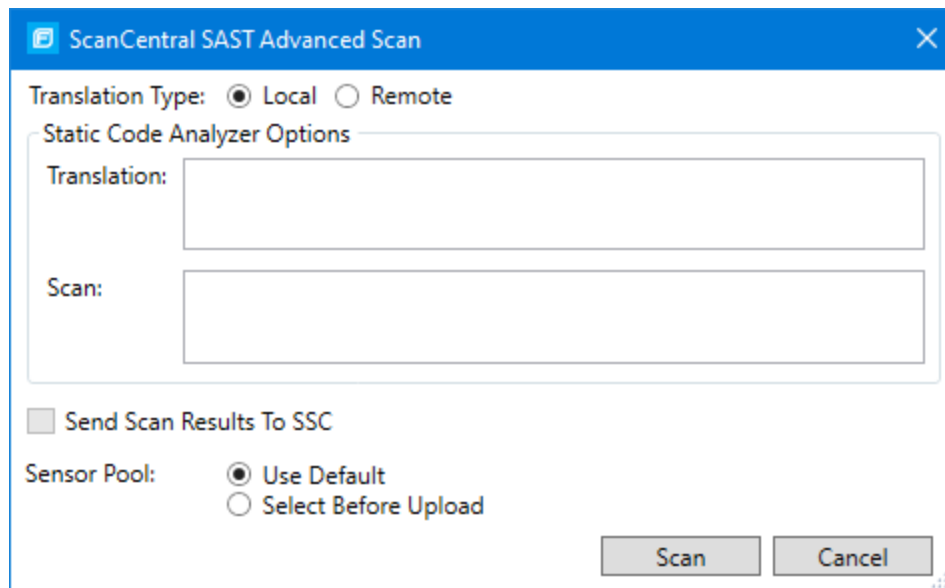 ScanCentral SAST Advanced Scan
Translation Type: Local Remote
Static Code Analyzer Options
Translation:
Scan:
Send Scan Results To SSC
Sensor Pool: Use Default
Select Before Upload
Scan Cancel